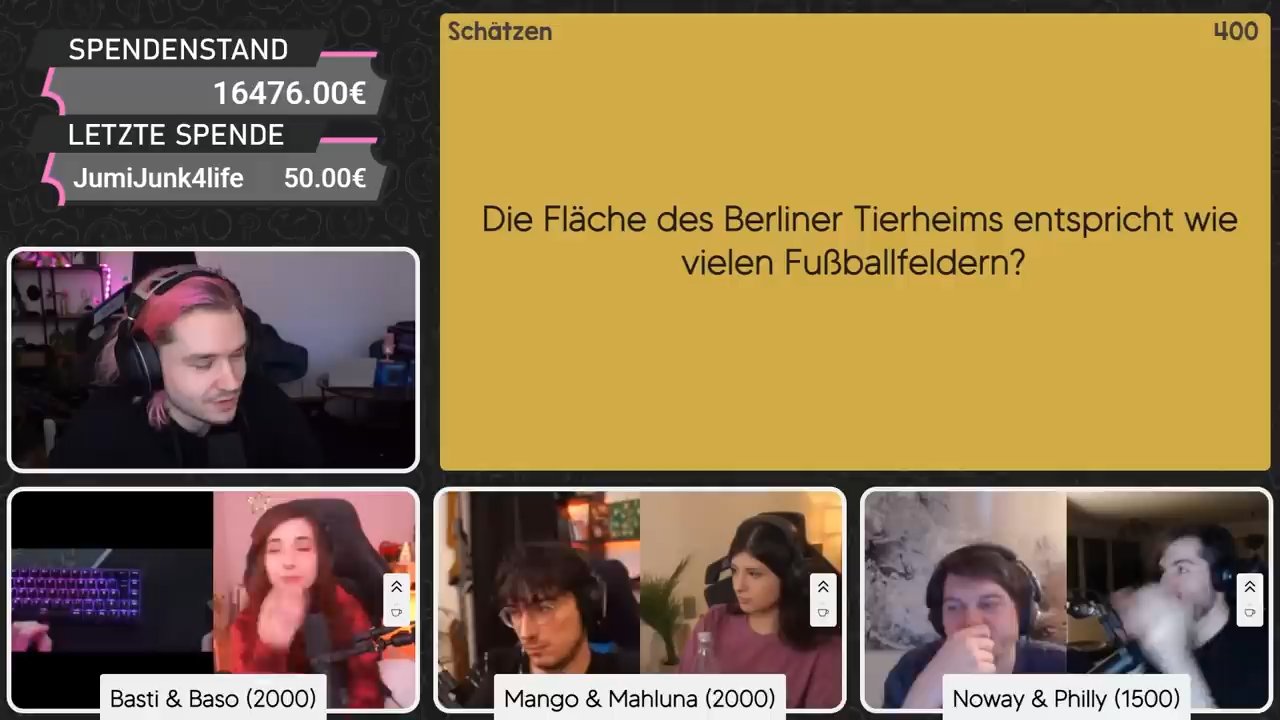 SPENDENSTAND
16476.00€
LETZTE SPENDE
JumiJunk4life 50.00€
Schätzen 400
Die Fläche des Berliner Tierheims entspricht wie
vielen Fußballfeldern?
Basti & Baso (2000)
Mango & Mahluna (2000)
Noway & Philly (1500)